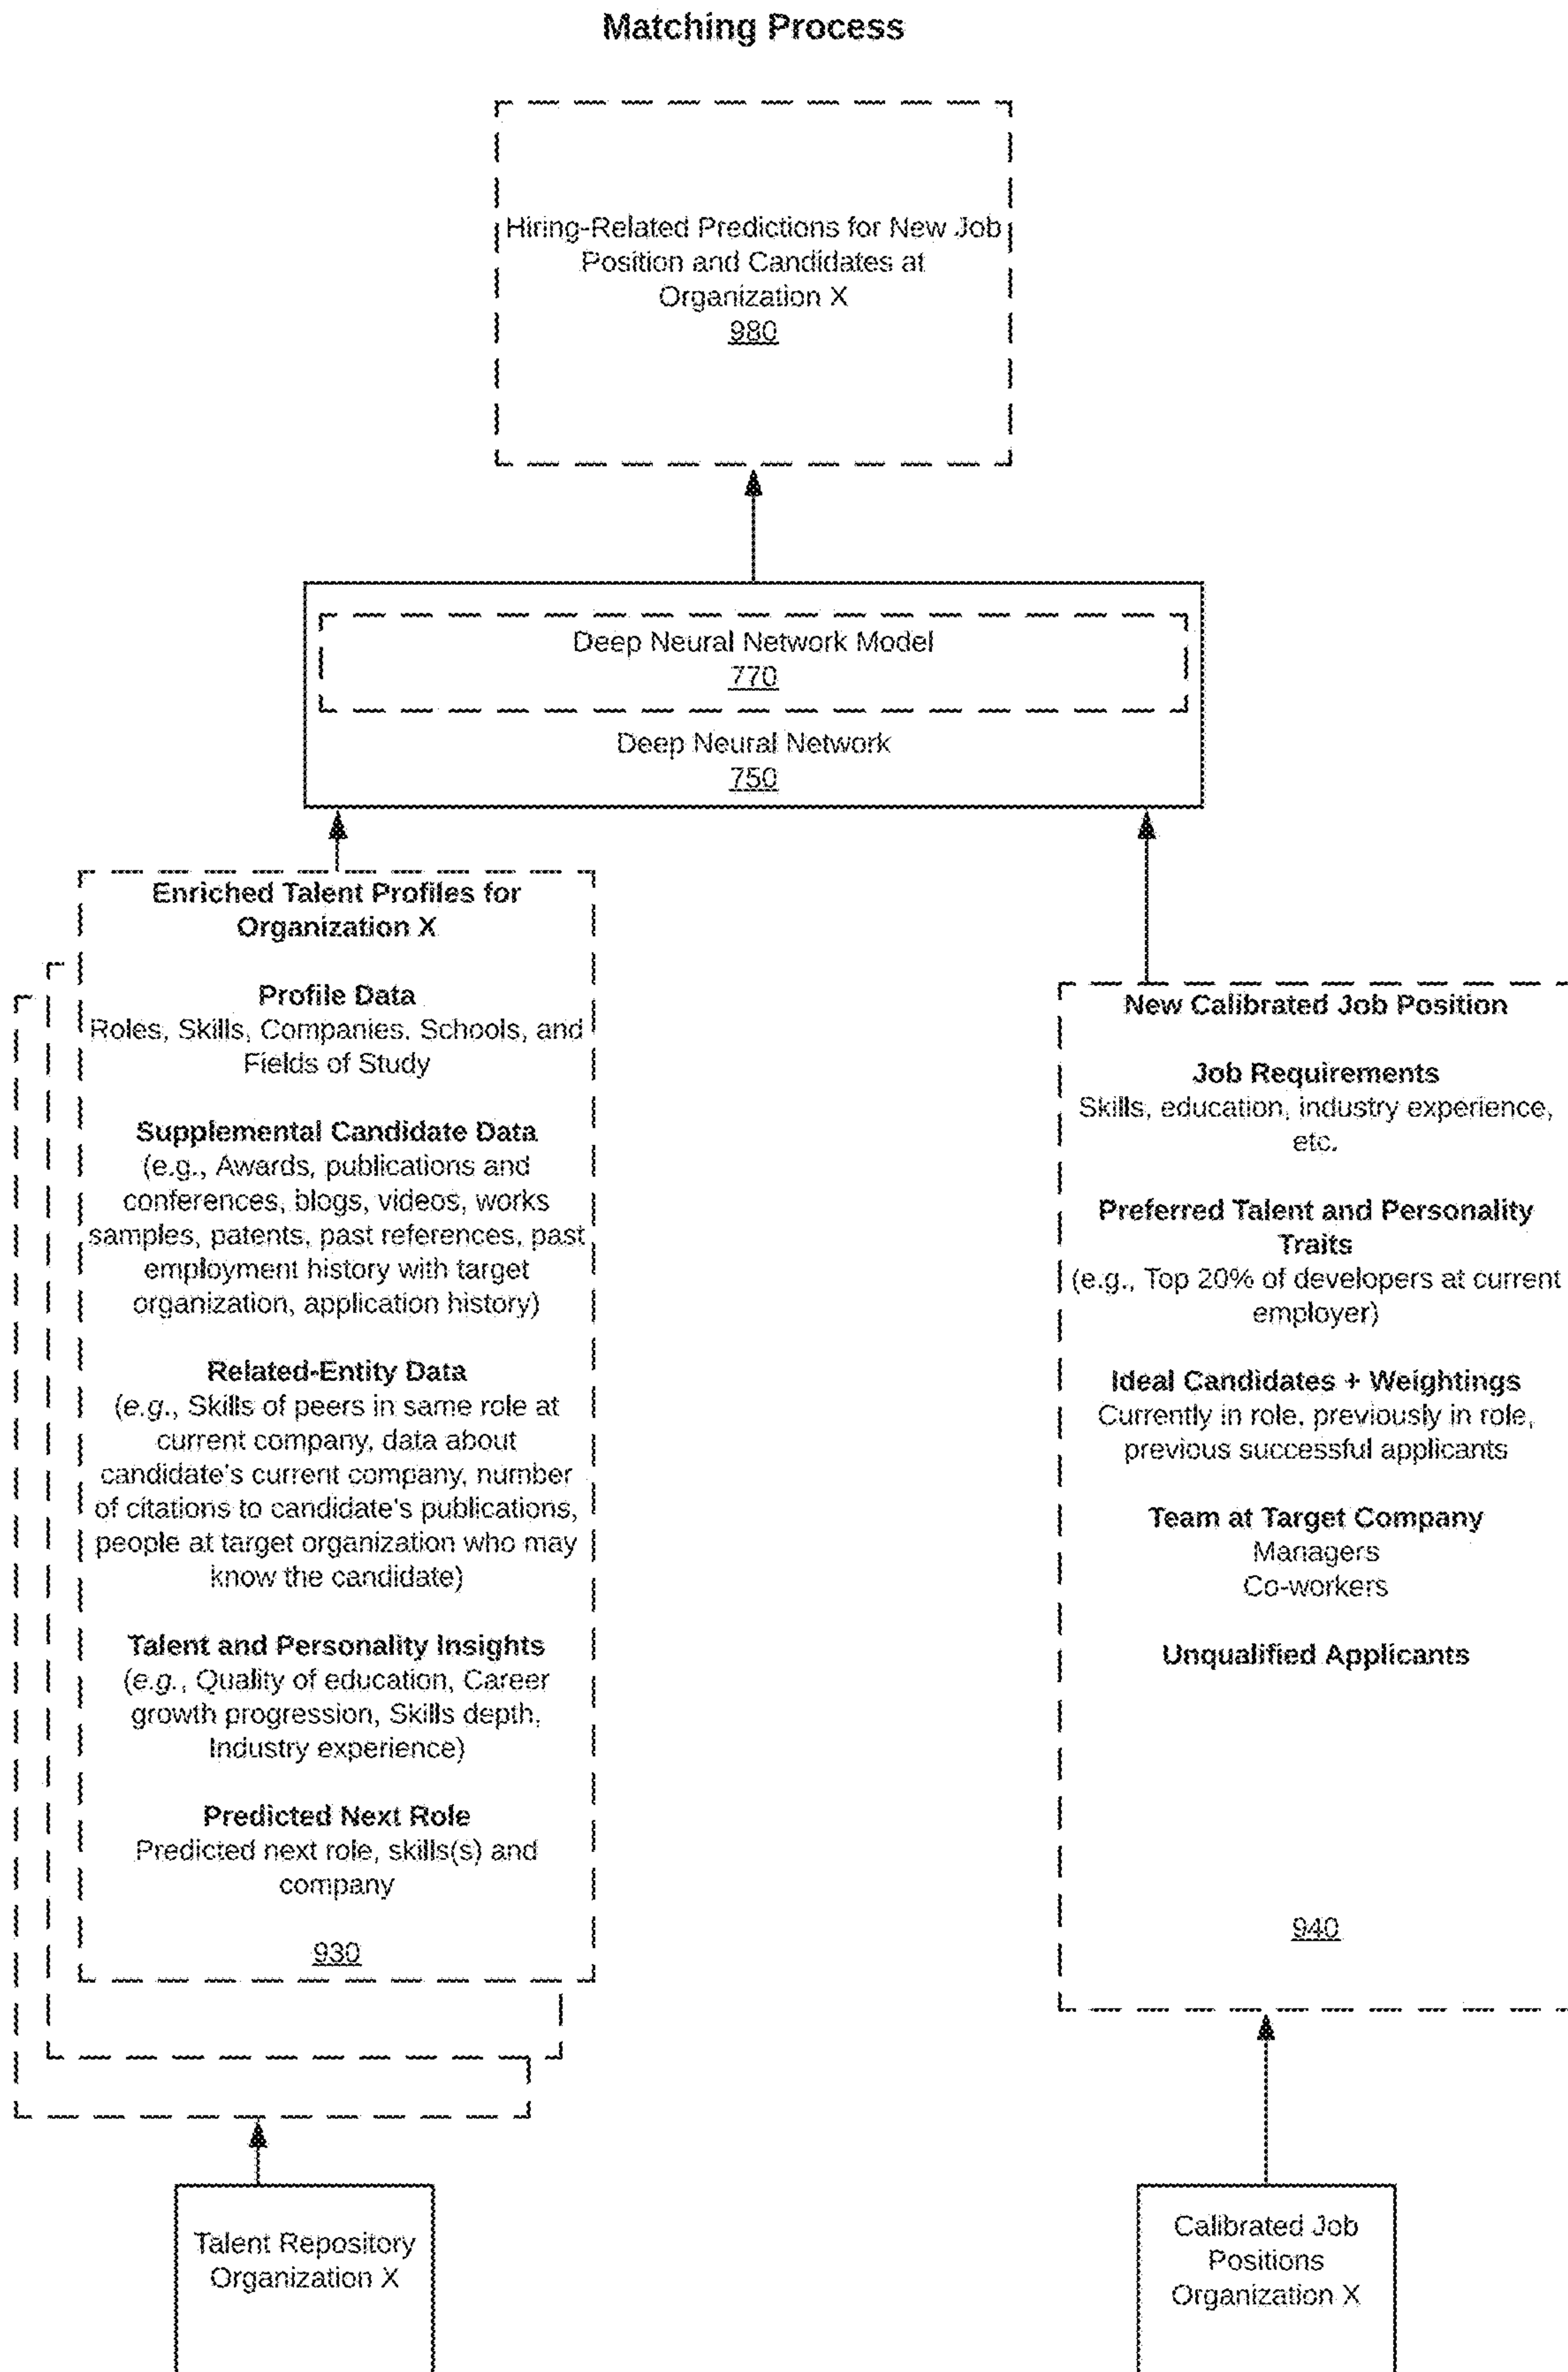 Matching Process
Hiring-Related Predictions for New Job
Position and Candidates at
Organization X
980
Deep Neural Network Model
770
Deep Neural Network
750
Enriched Talent Profiles for
Organization X
Profile Data
Roles, Skills, Companies. Schools, and
Fields of Study
Supplemental Candidate Data
(e.g., Awards, publications and
conferences, blogs, videos, works
samples, patents, past references, past
employment history with target
organization, application history)
Related-Entity Data
(e.g., Skills of peers in same role at
current company, data about
candidate's current company, number
of citations to candidate's publications,
people at target organization who may
know the candidate)
Talent and Personality Insights
(e.g., Quality of education, Career
growth progression, Skills depth,
Industry experience)
Predicted Next Role
Predicted next role, skills(s) and
company
930
New Calibrated Job Position
Job Requirements
Skills, education, industry experience,
etc.
Preferred Talent and Personality
Traits
(e.g., Top 20% of developers at current
employer)
Ideal Candidates + Weightings
Currently in role, previously in role,
previous successful applicants
Team at Target Company
Managers
Co-workers
Unqualified Applicants
940
Talent Repository
Organization X
Calibrated Job
Positions
Organization X